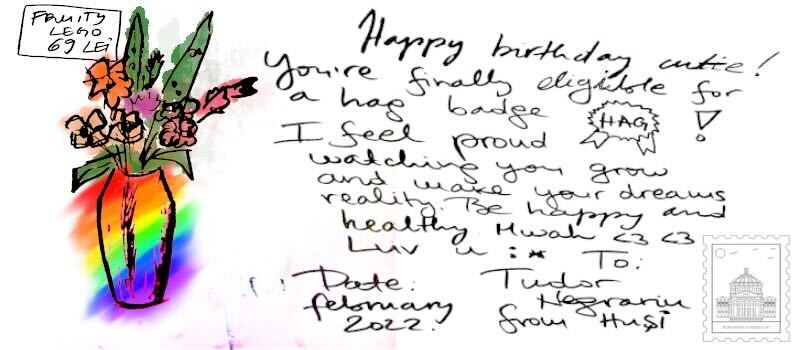 FRUITY
LEGO
69 LEI
Happy birthday cutie!
You're finally eligible for
a hag badge HAG !
I feel proud
watching you grow
and make your dreams
reality. Be happy and
healthy. Mwah <3 <3
Luv u :*
To:
Tudor
Negrariu
from Huși
Date:
february
2022.